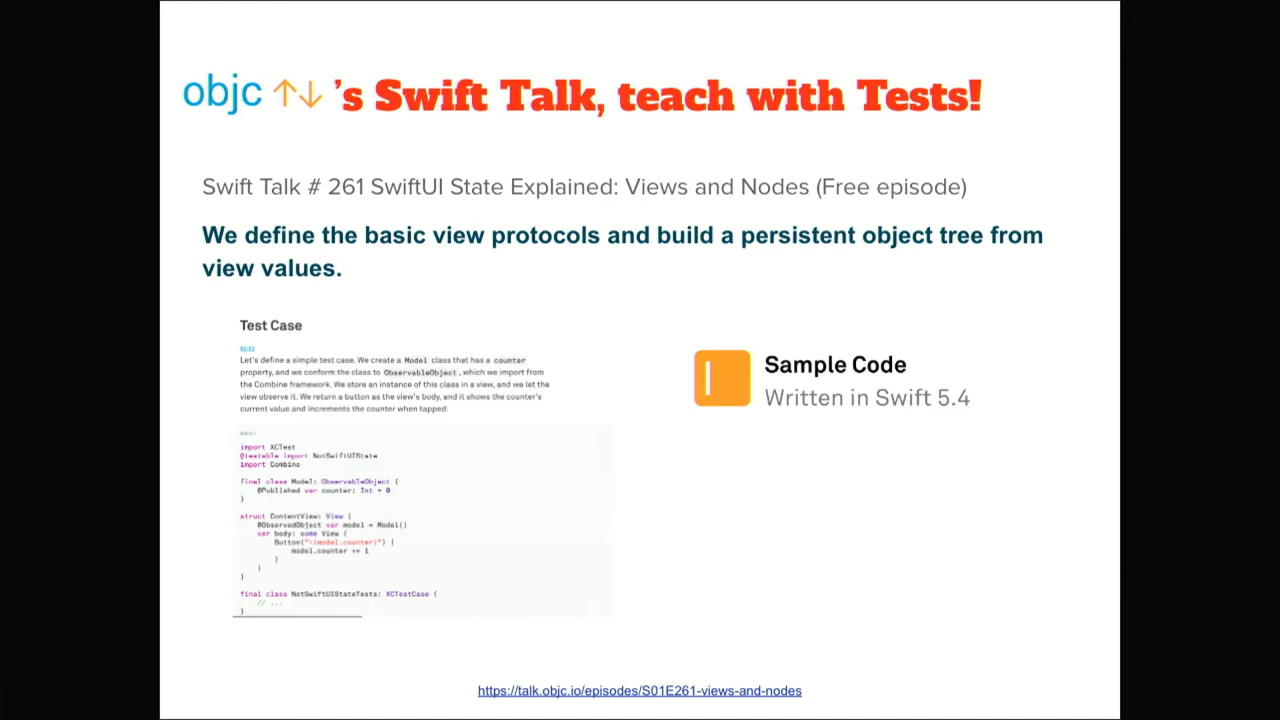 objc ↑↓ 's Swift Talk, teach with Tests!
Swift Talk # 261 SwiftUI State Explained: Views and Nodes (Free episode)
We define the basic view protocols and build a persistent object tree from
view values.
Test Case
02:02
Let's define a simple test case. We create a Model class that has a counter
property, and we conform the class to ObservableObject, which we import from
the Combine framework. We store an instance of this class in a view, and we let the
view observe it. We return a button as the view's body, and it shows the counter's
current value and increments the counter when tapped:
import XCTest
@testable import NotSwiftUIState
import Combine
final class Model: ObservableObject {
@Published var counter: Int = 0
}
struct ContentView: View {
@ObservedObject var model = Model()
var body: some View {
Button("\(model.counter)") {
model.counter += 1
}
}
}
final class NotSwiftUIStateTests: XCTestCase {
// ...
}
Sample Code
Written in Swift 5.4
https://talk.objc.io/episodes/S01E261-views-and-nodes